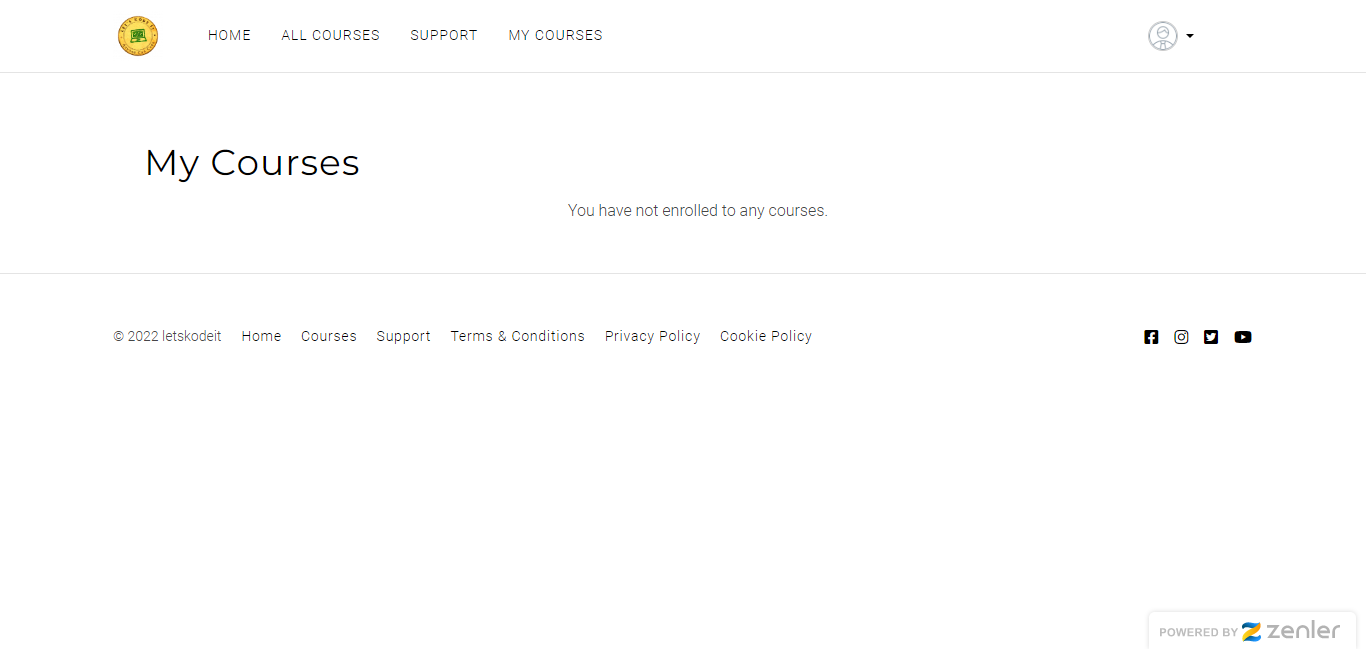 HOME ALL COURSES SUPPORT MY COURSES
My Courses
You have not enrolled to any courses.
© 2022 letskodeit Home Courses Support Terms & Conditions Privacy Policy Cookie Policy
POWERED BY zenler